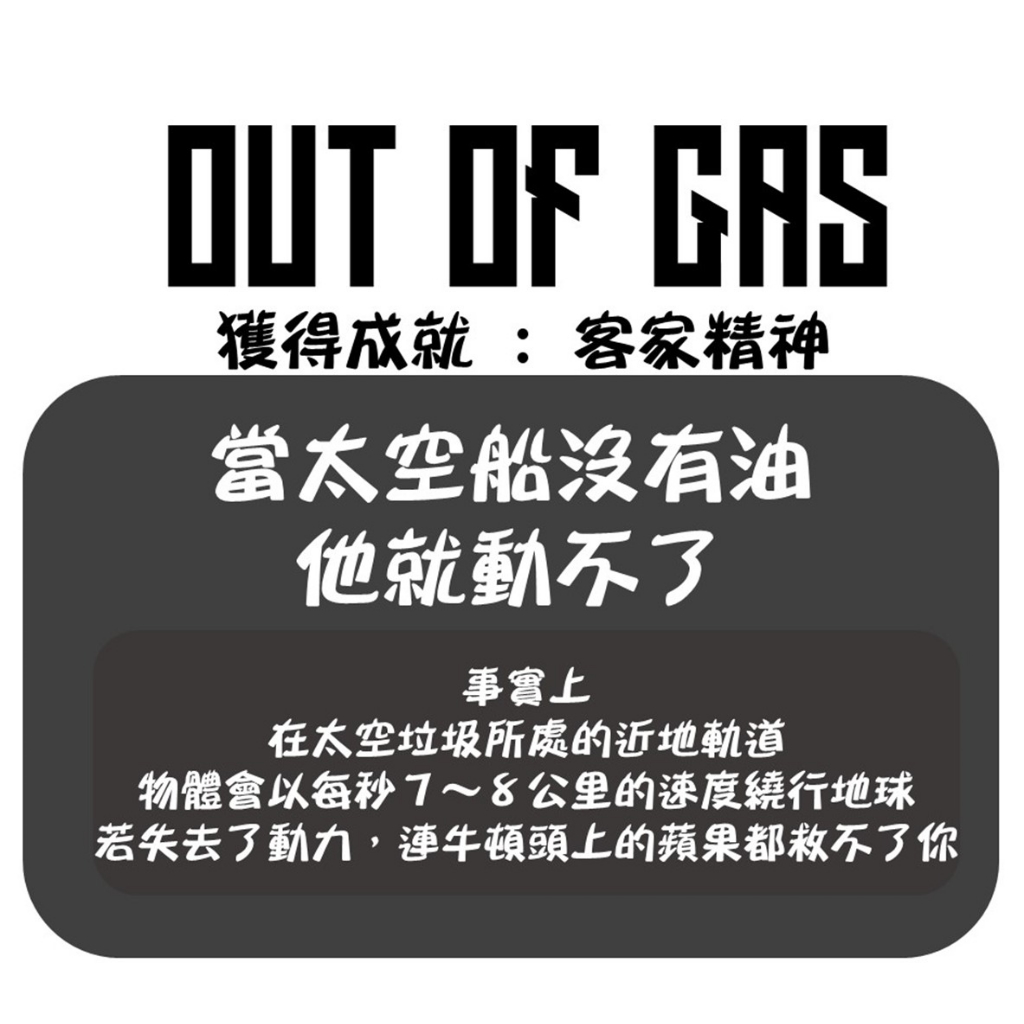 OUT OF GAS
獲得成就 : 客家精神
當太空船沒有油
他就動不了
事實上
在太空垃圾所處的近地軌道
物體會以每秒7～8公里的速度繞行地球
若失去了動力，連牛頓頭上的蘋果都救不了你